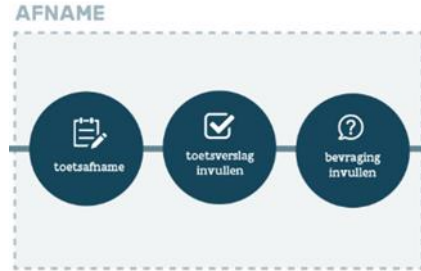 AFNAME
toetsafname
toetsverslag
invullen
bevraging
invullen